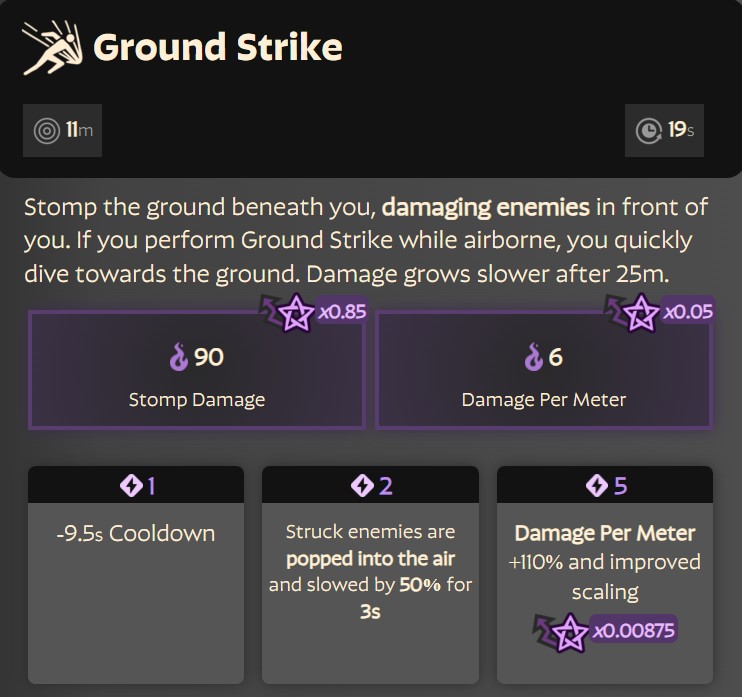 Ground Strike
11m
19s
Stomp the ground beneath you, damaging enemies in front of
you. If you perform Ground Strike while airborne, you quickly
dive towards the ground. Damage grows slower after 25m.
x0.85
x0.05
90
6
Stomp Damage
Damage Per Meter
1
2
5
-9.5s Cooldown
Struck enemies are
popped into the air
and slowed by 50% for
3s
Damage Per Meter
+110% and improved
scaling
x0.00875